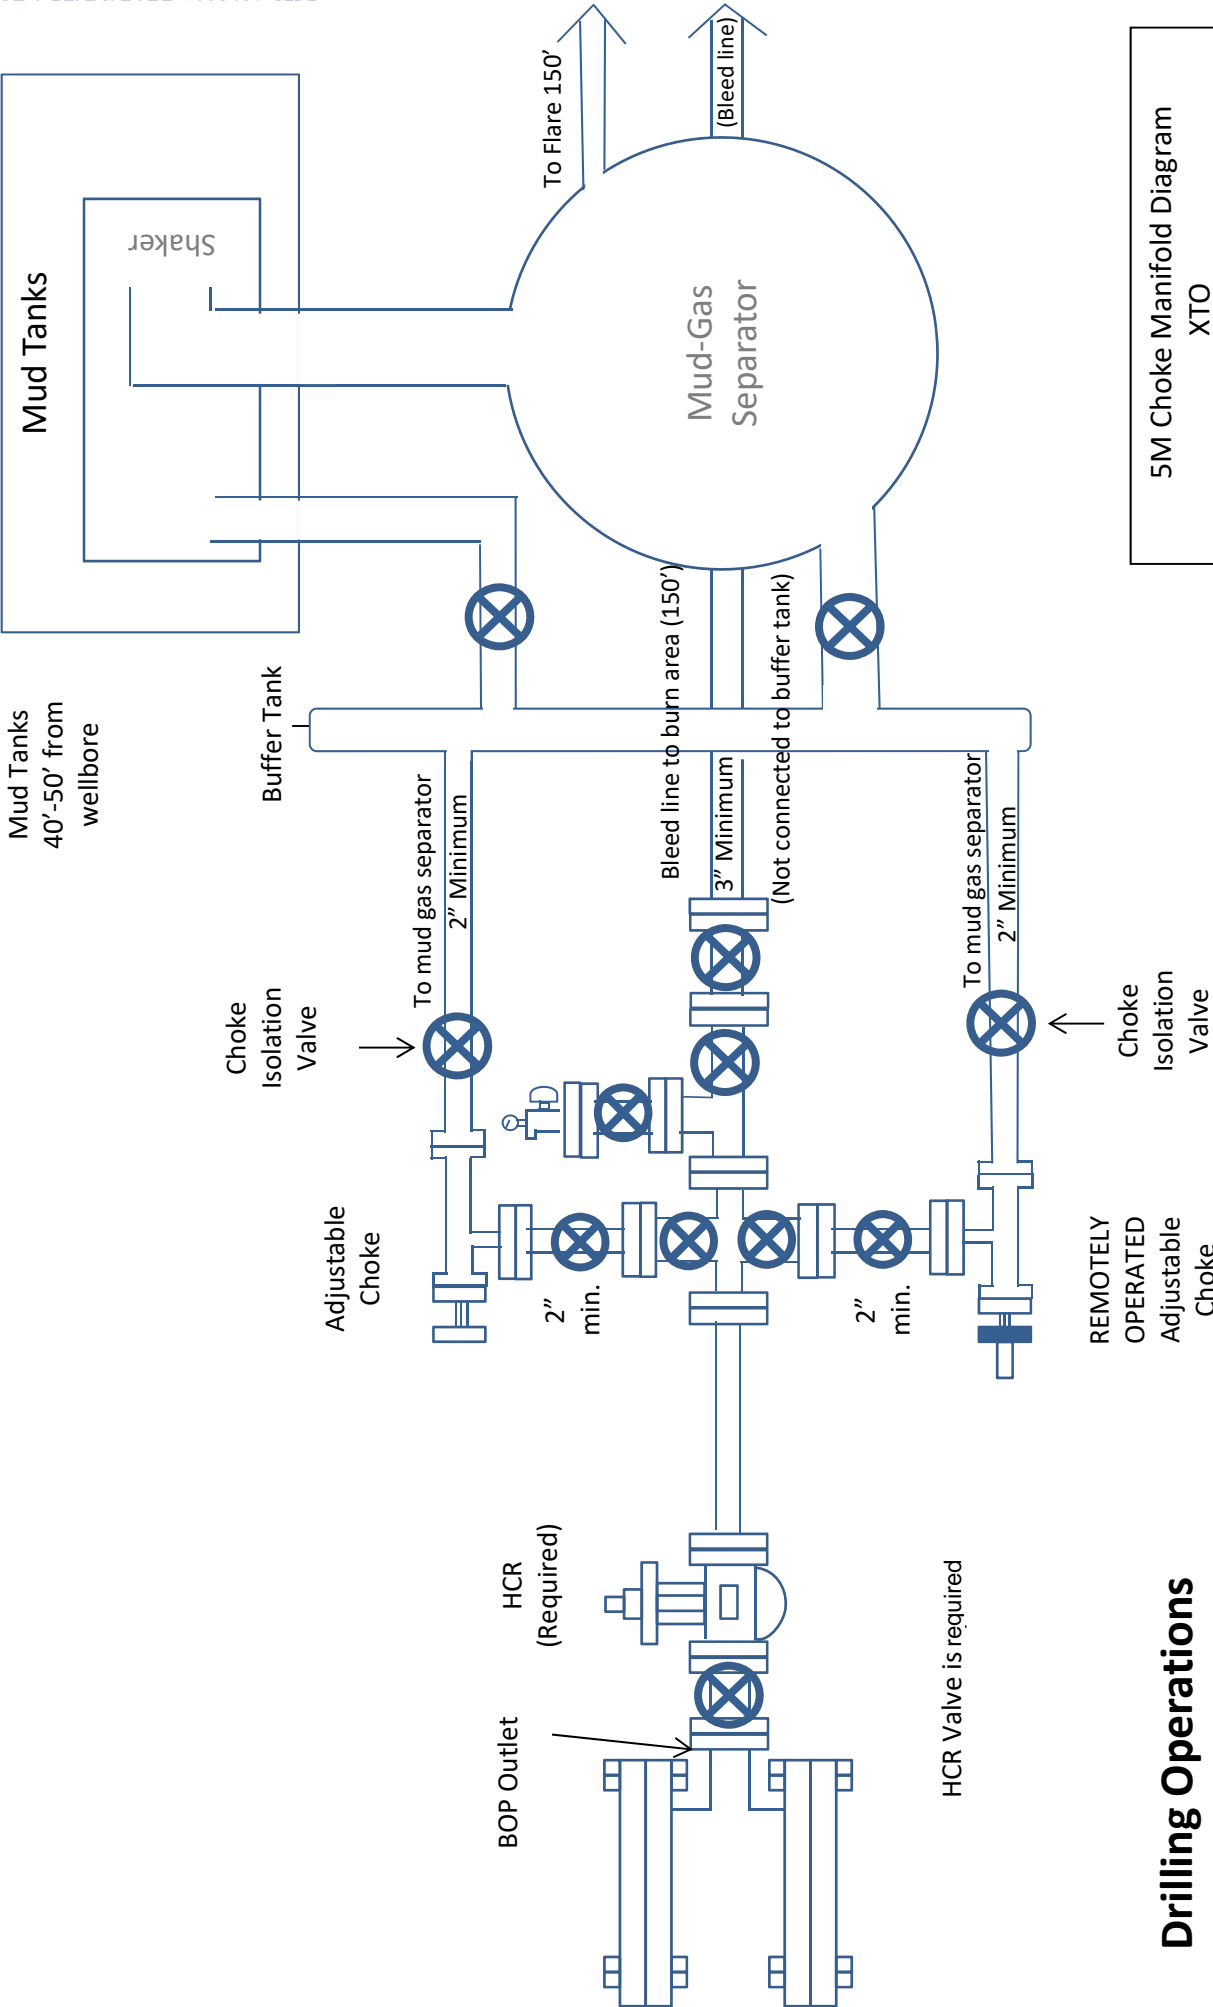 Mud Tanks
40’-50’ from
wellbore
Mud Tanks
Shaker
Buffer Tank
Choke
Isolation
Valve
To mud gas separator
2” Minimum
To Flare 150’
(Bleed line)
Mud-Gas
Separator
Adjustable
Choke
HCR
(Required)
BOP Outlet
2”
min.
Bleed line to burn area (150’)
3” Minimum
(Not connected to buffer tank)
2”
min.
To mud gas separator
2” Minimum
HCR Valve is required
REMOTELY
OPERATED
Adjustable
Choke
Choke
Isolation
Valve
Drilling Operations
5M Choke Manifold Diagram
XTO